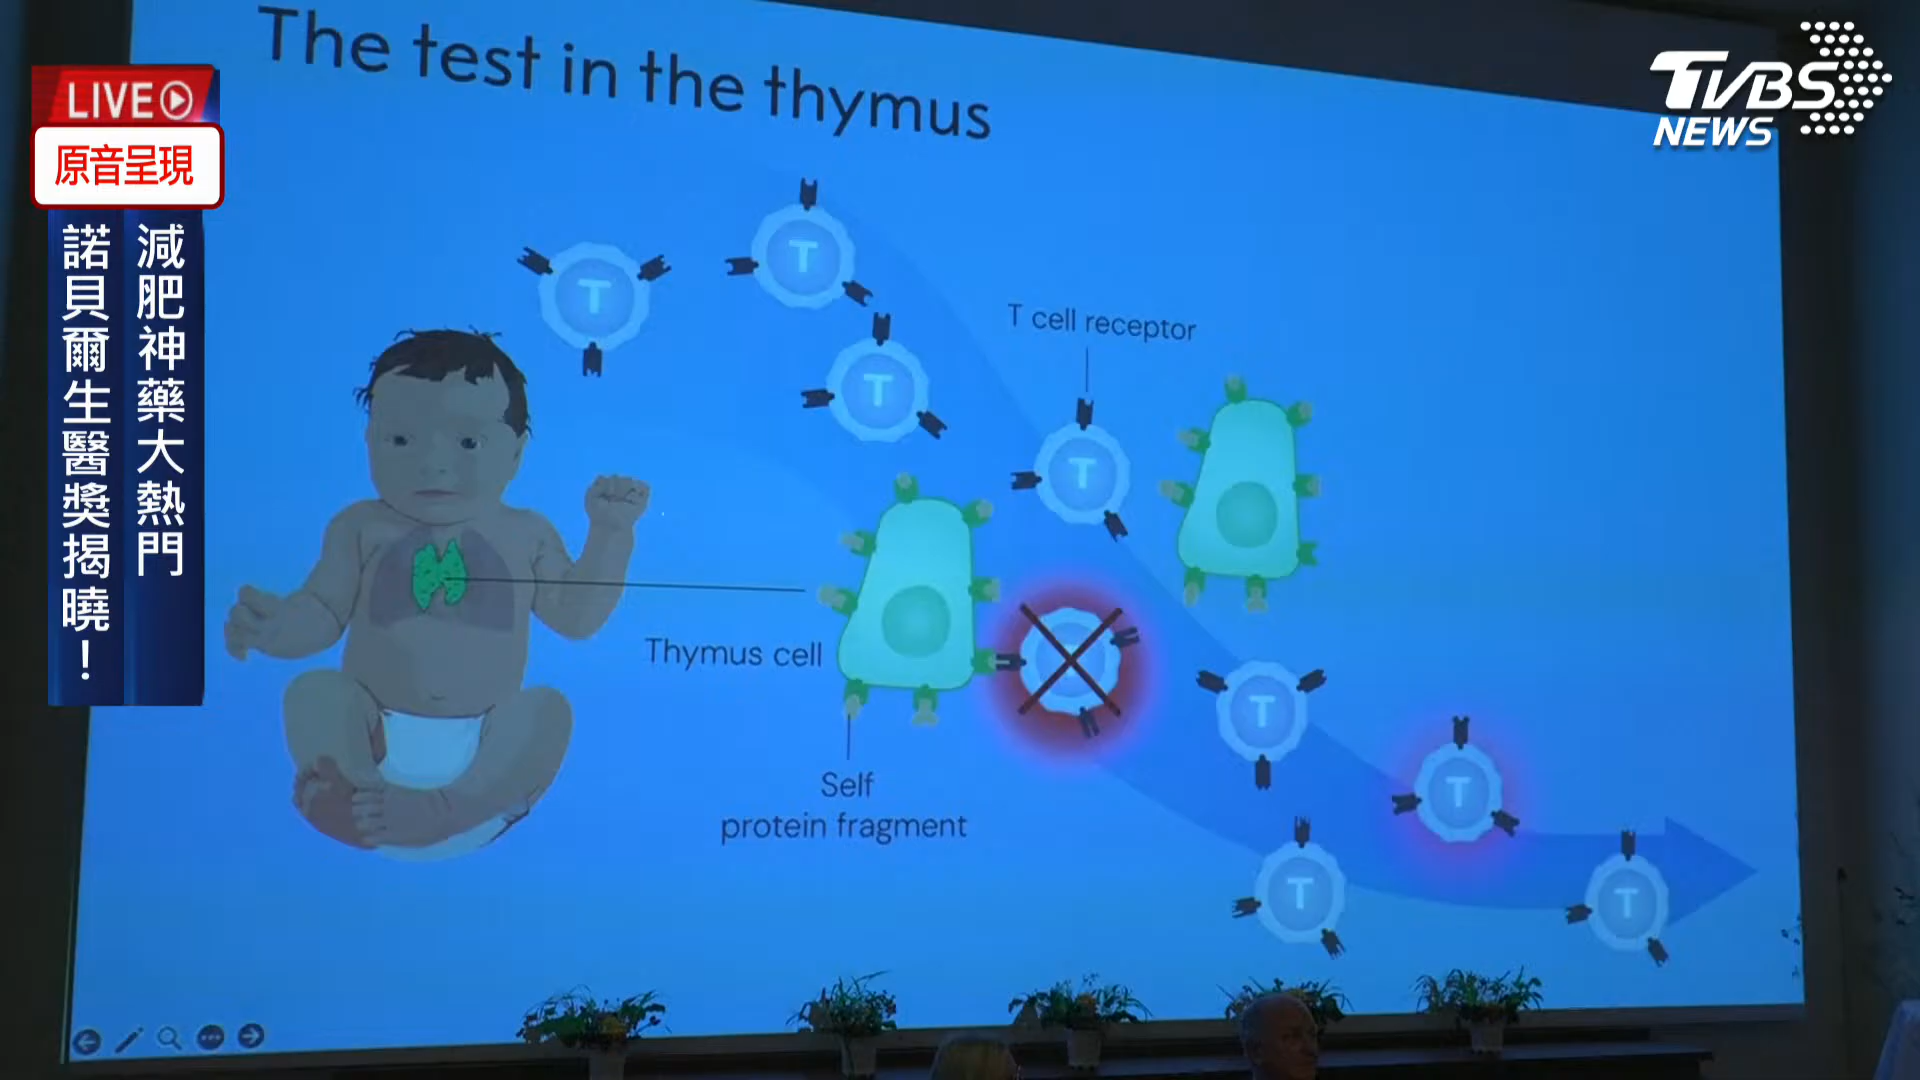 The test in the thymus
LIVE
原音呈現
減肥神藥大熱門
諾貝爾生醫獎揭曉！
TVBS
NEWS
T
T
T
T cell receptor
T
Thymus cell
Self
protein fragment
T
T
T
T